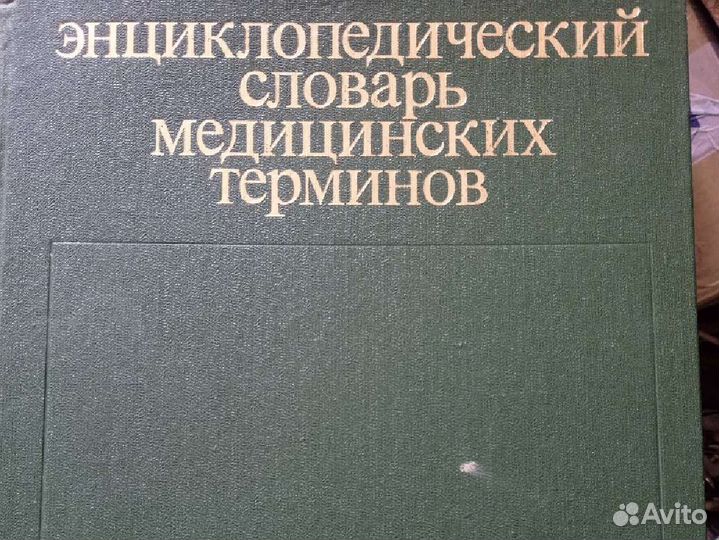 энциклопедический
словарь
медицинских
терминов
Avito